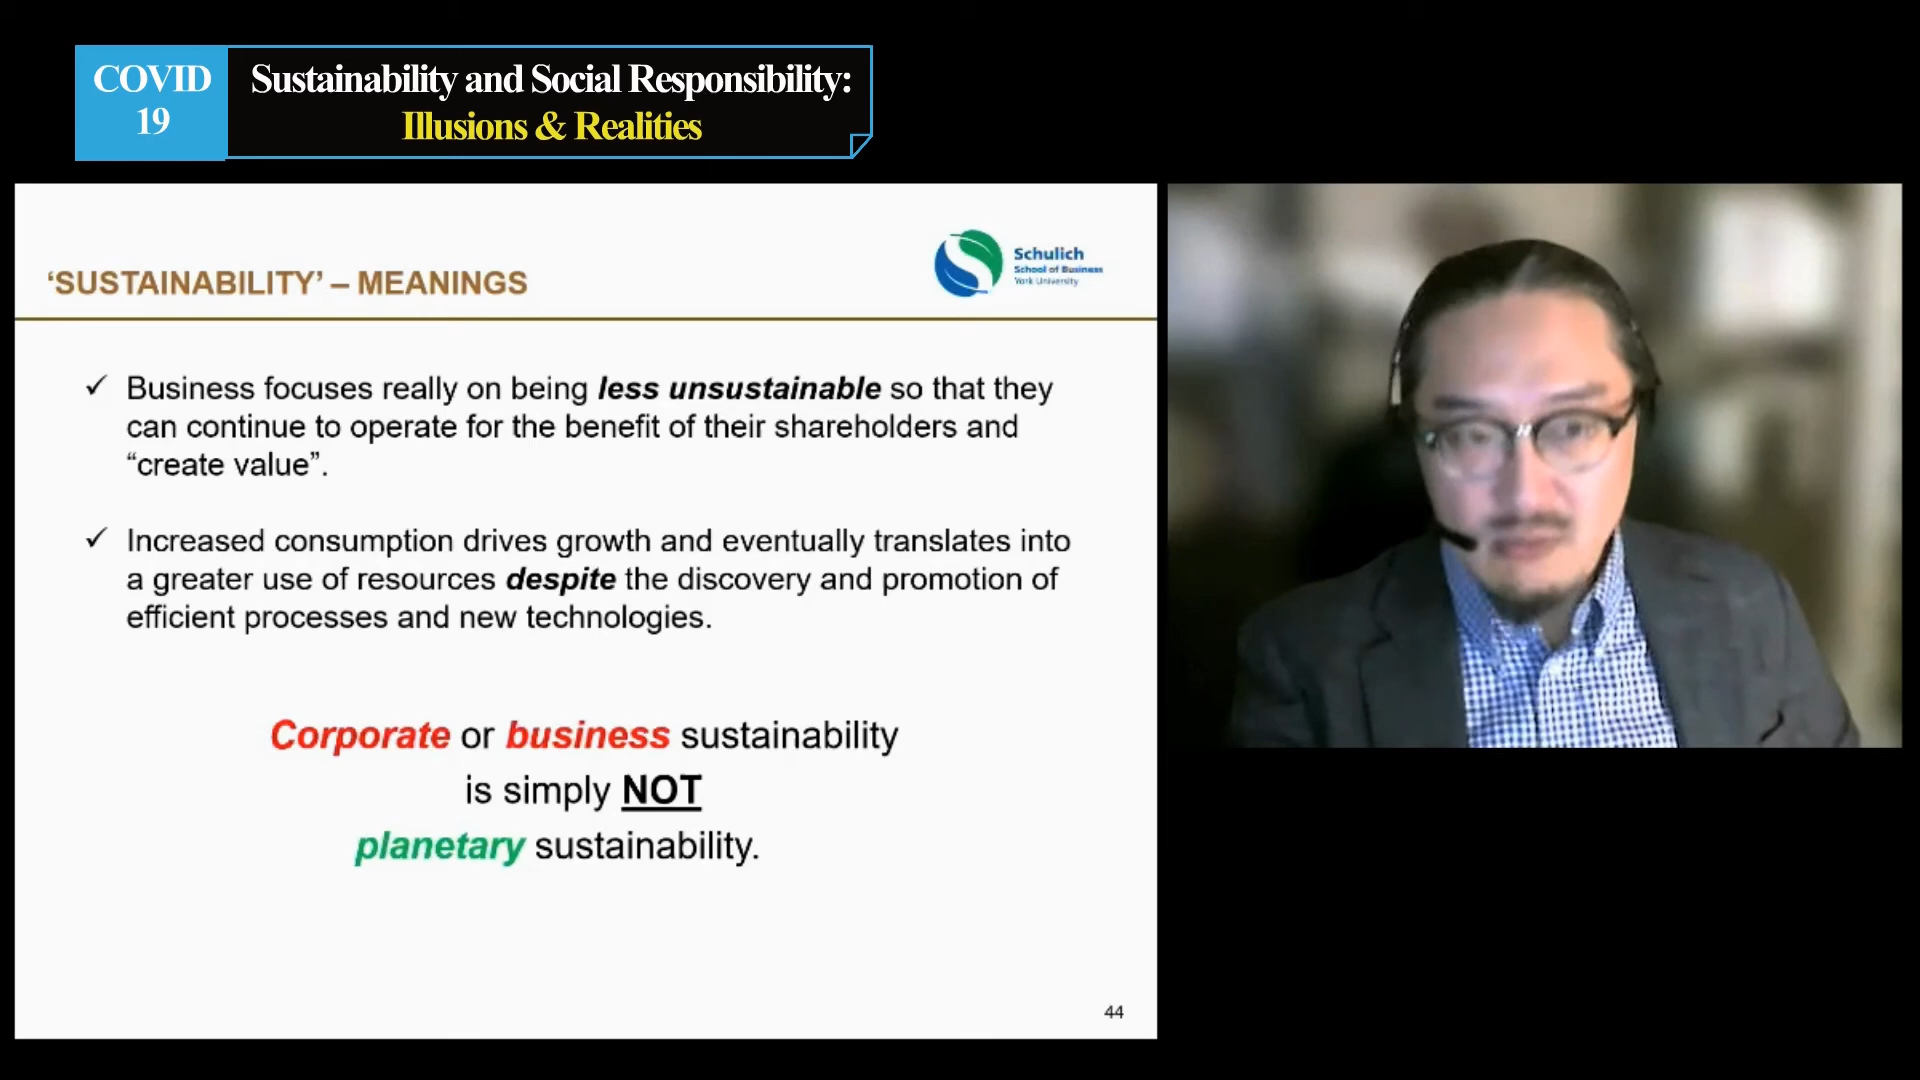 COVID
19
Sustainability and Social Responsibility:
Illusions & Realities
‘SUSTAINABILITY’ – MEANINGS
Schulich
School of Business
York University
✓ Business focuses really on being less unsustainable so that they
can continue to operate for the benefit of their shareholders and
“create value”.
✓ Increased consumption drives growth and eventually translates into
a greater use of resources despite the discovery and promotion of
efficient processes and new technologies.
Corporate or business sustainability
is simply NOT
planetary sustainability.
44